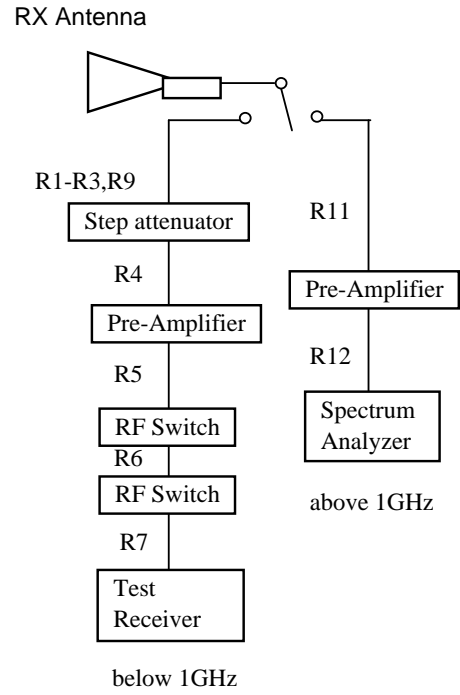 RX Antenna
R1-R3,R9
Step attenuator
R4
Pre-Amplifier
R5
RF Switch
R6
RF Switch
R7
Test
Receiver
below 1GHz
R11
Pre-Amplifier
R12
Spectrum
Analyzer
above 1GHz